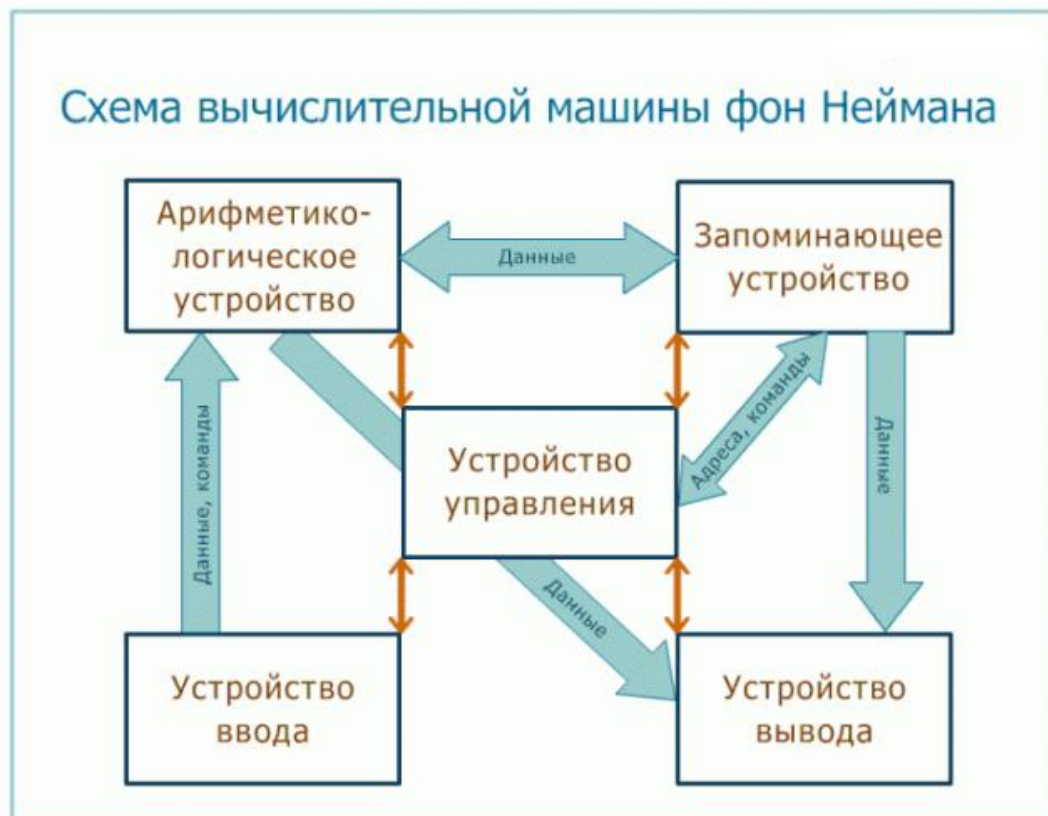 Схема вычислительной машины фон Неймана
Арифметико-
логическое
устройство
Данные
Запоминающее
устройство
Данные, команды
Устройство
управления
Адреса, команды
Данные
Данные
Устройство
ввода
Устройство
вывода